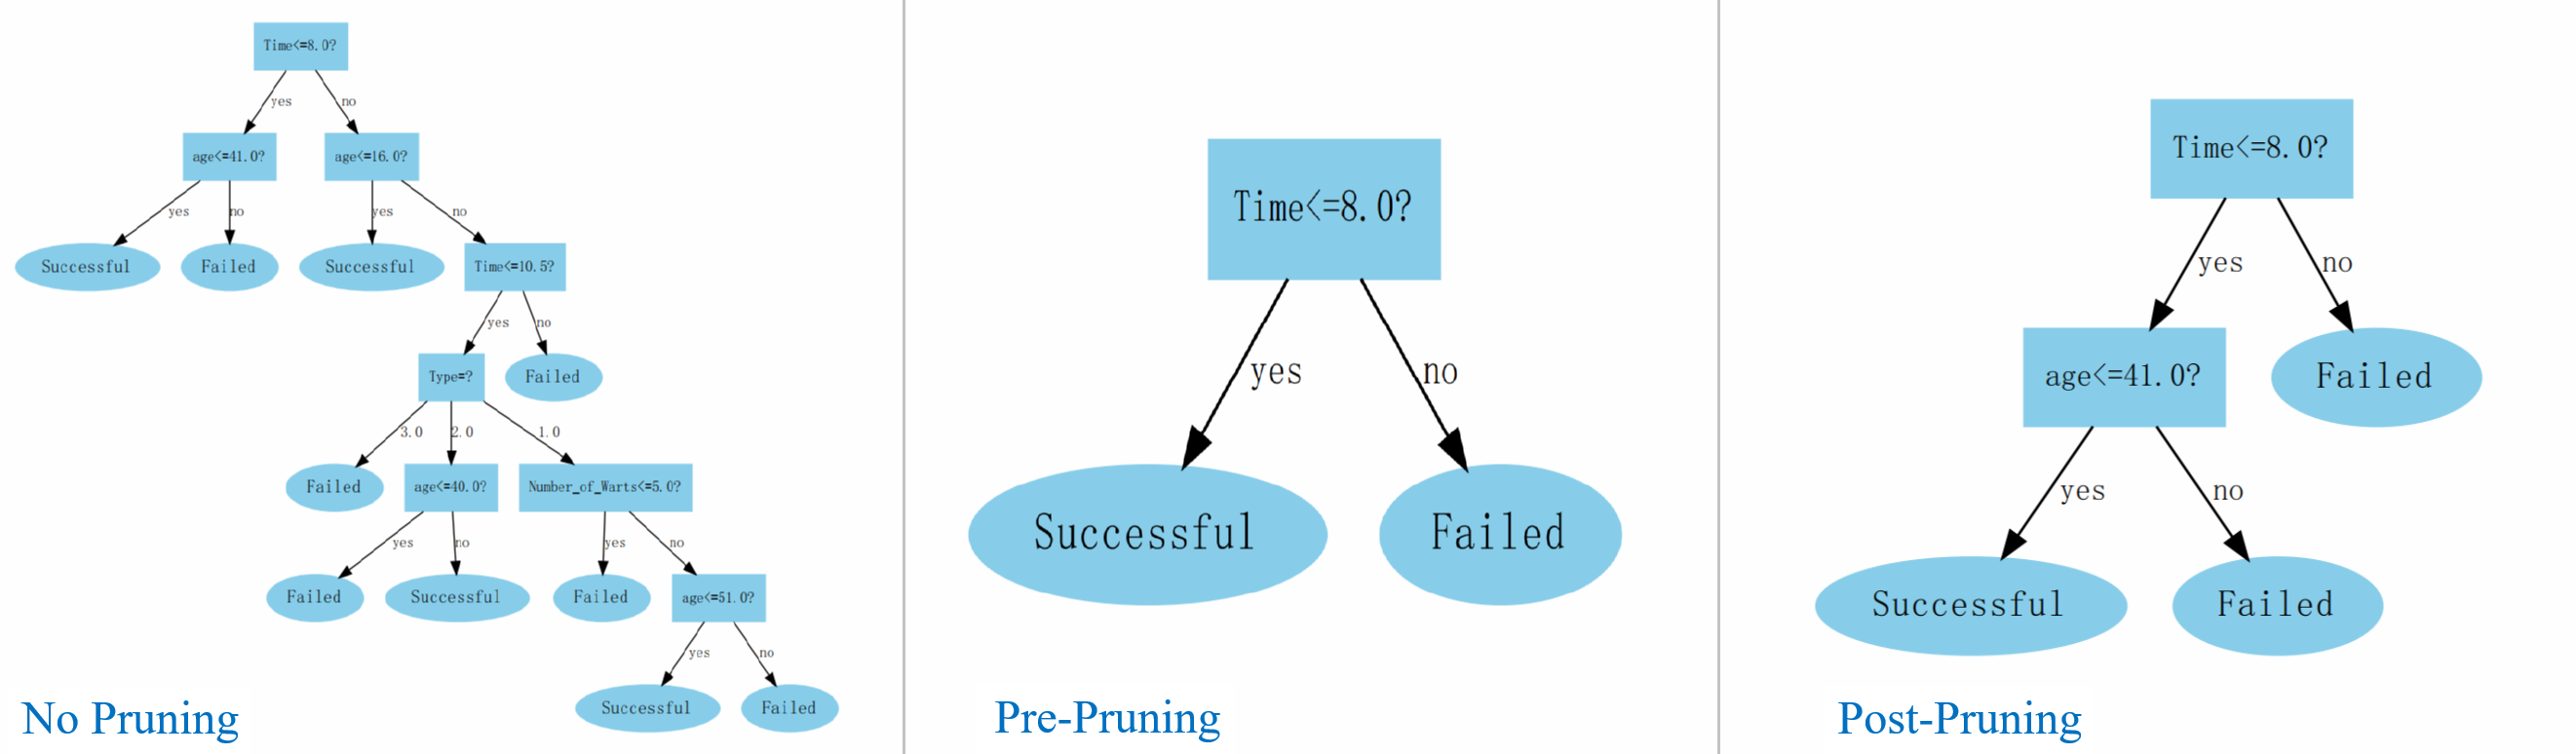 Time<=8.0?
yes
no
age<=41.0?
age<=16.0?
yes
no
yes
no
Successful
Failed
Successful
Time<=10.5?
yes
no
Type=?
Failed
3.0
2.0
1.0
Failed
age<=40.0?
Number_of_Warts<=5.0?
yes
no
yes
no
Failed
Successful
Failed
age<=51.0?
yes
no
Successful
Failed
No Pruning
Time<=8.0?
yes
no
Successful
Failed
Pre-Pruning
Time<=8.0?
yes
no
age<=41.0?
Failed
yes
no
Successful
Failed
Post-Pruning